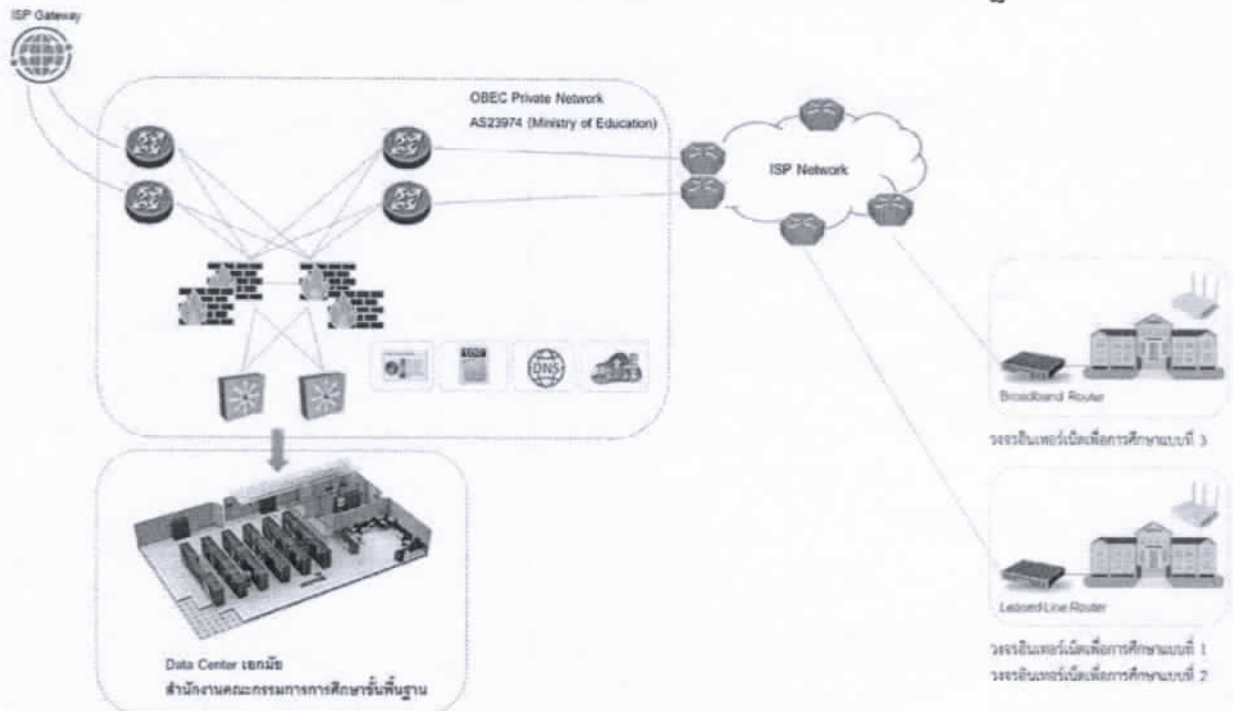 ISP Gateway
OBEC Private Network
AS23974 (Ministry of Education)
ISP Network
LOG
DNS
Broadband Router
วงจรอินเทอร์เน็ตเพื่อการศึกษาแบบที่ 3
Leased-Line Router
วงจรอินเทอร์เน็ตเพื่อการศึกษาแบบที่ 1
วงจรอินเทอร์เน็ตเพื่อการศึกษาแบบที่ 2
Data Center เอกมัย
สำนักงานคณะกรรมการการศึกษาขั้นพื้นฐาน